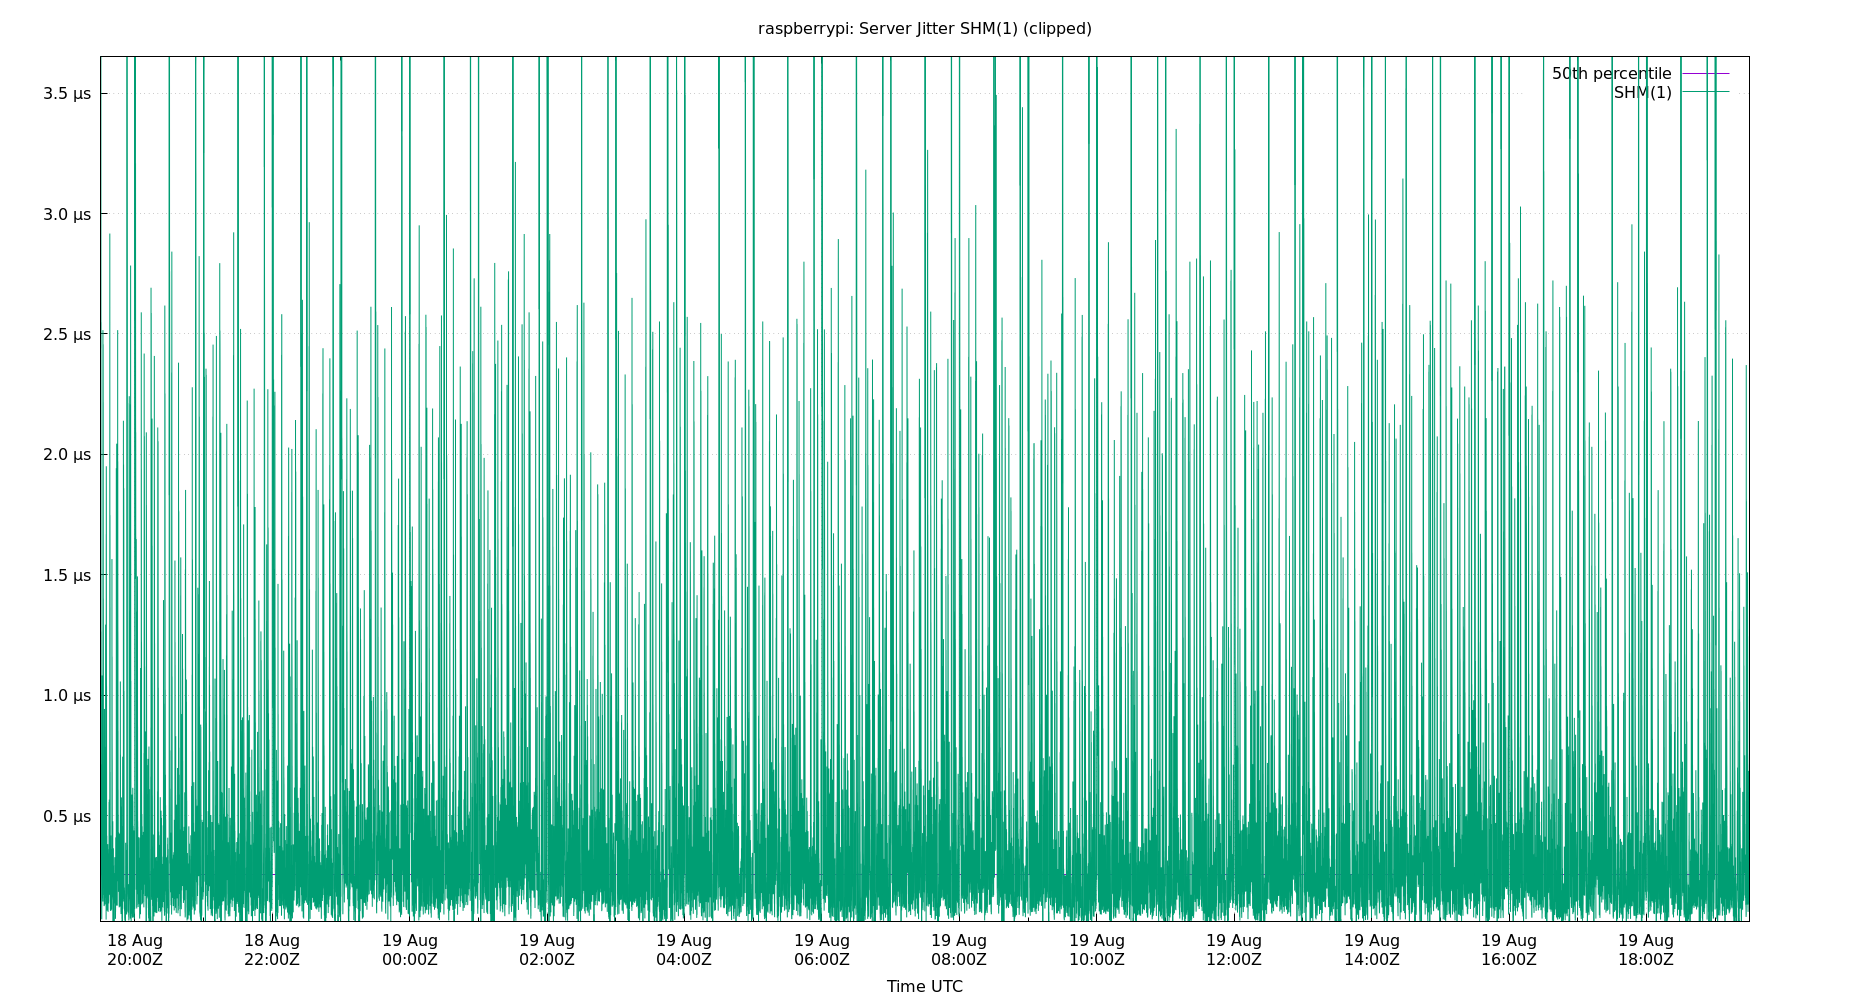 raspberrypi: Server Jitter SHM(1) (clipped)
50th percentile
SHM(1)
3.5 μs
3.0 μs
2.5 μs
2.0 μs
1.5 μs
1.0 μs
0.5 μs
18 Aug 18 Aug 19 Aug 19 Aug 19 Aug 19 Aug 19 Aug 19 Aug 19 Aug 19 Aug 19 Aug 19 Aug
20:00Z 22:00Z 00:00Z 02:00Z 04:00Z 06:00Z 08:00Z 10:00Z 12:00Z 14:00Z 16:00Z 18:00Z
Time UTC